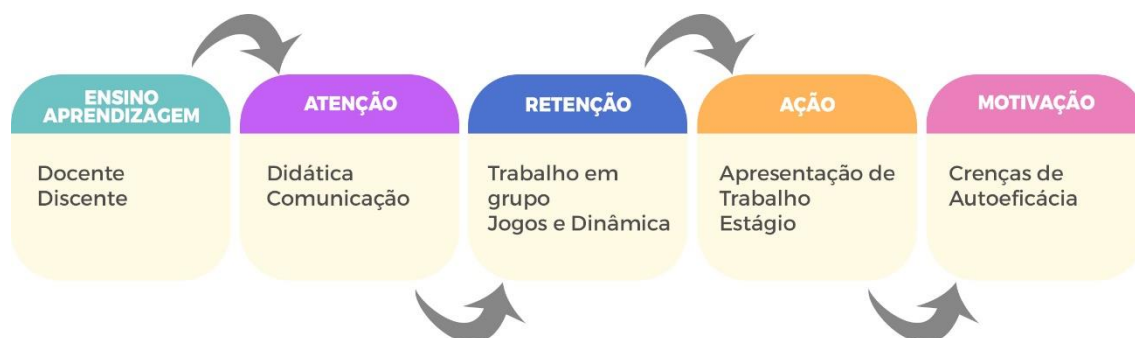 ENSINO
APRENDIZAGEM
Docente
Discente
ATENÇÃO
Didática
Comunicação
RETENÇÃO
Trabalho em
grupo
Jogos e Dinâmica
AÇÃO
Apresentação de
Trabalho
Estágio
MOTIVAÇÃO
Crenças de
Autoeficácia